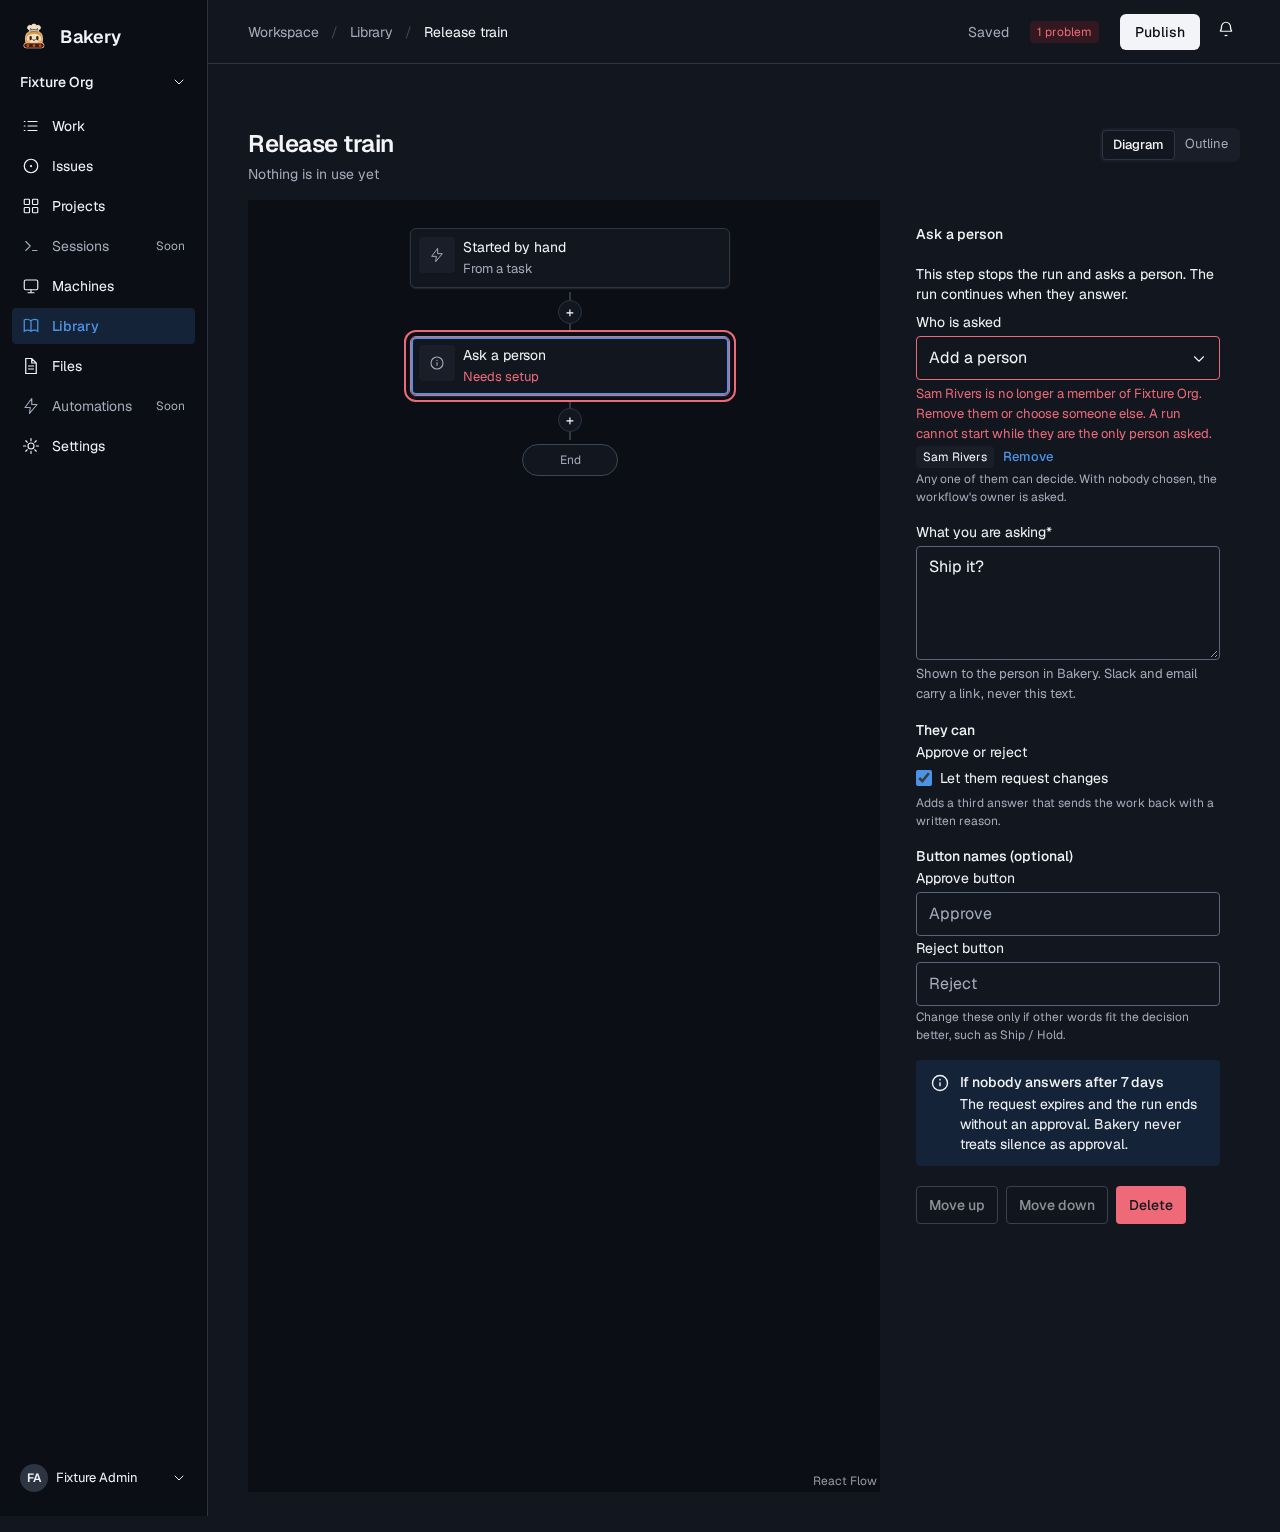 Bakery
Fixture Org
Work
Issues
Projects
Sessions Soon
Machines
Library
Files
Automations Soon
Settings
FA Fixture Admin
Workspace / Library / Release train
Saved
1 problem
Publish
Release train
Nothing is in use yet
Diagram Outline
Started by hand
From a task
+
Ask a person
Needs setup
+
End
React Flow
Ask a person
This step stops the run and asks a person. The
run continues when they answer.
Who is asked
Add a person
Sam Rivers is no longer a member of Fixture Org.
Remove them or choose someone else. A run
cannot start while they are the only person asked.
Sam Rivers Remove
Any one of them can decide. With nobody chosen, the
workflow's owner is asked.
What you are asking*
Ship it?
Shown to the person in Bakery. Slack and email
carry a link, never this text.
They can
Approve or reject
Let them request changes
Adds a third answer that sends the work back with a
written reason.
Button names (optional)
Approve button
Approve
Reject button
Reject
Change these only if other words fit the decision
better, such as Ship / Hold.
If nobody answers after 7 days
The request expires and the run ends
without an approval. Bakery never
treats silence as approval.
Move up Move down Delete